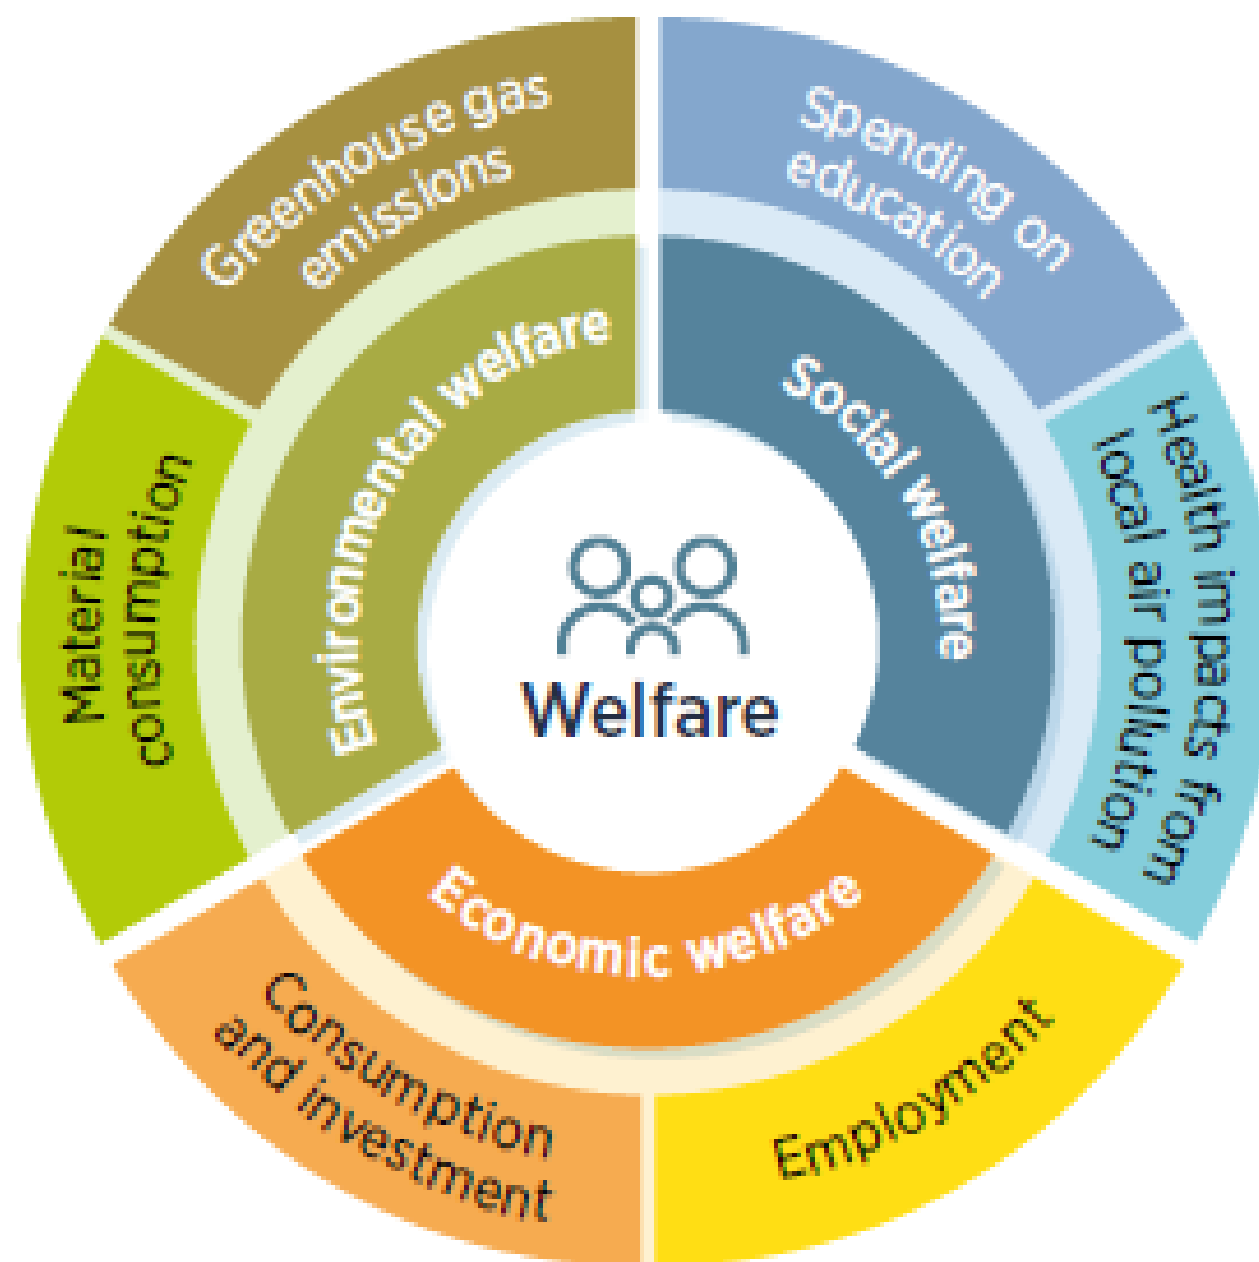 Greenhouse gas
emissions
Spending on
education
Environmental welfare
Social welfare
Material
consumption
Health impacts from
local air pollution
Welfare
Economic welfare
Consumption
and investment
Employment